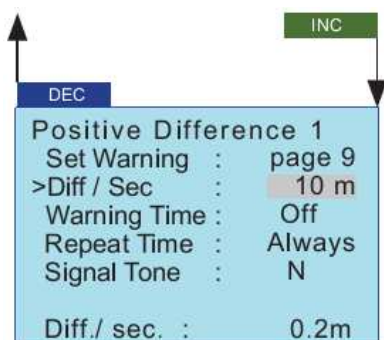 INC
DEC
Positive Difference 1
Set Warning : page 9
>Diff / Sec : 10 m
Warning Time : Off
Repeat Time : Always
Signal Tone : N
Diff./ sec. : 0.2m